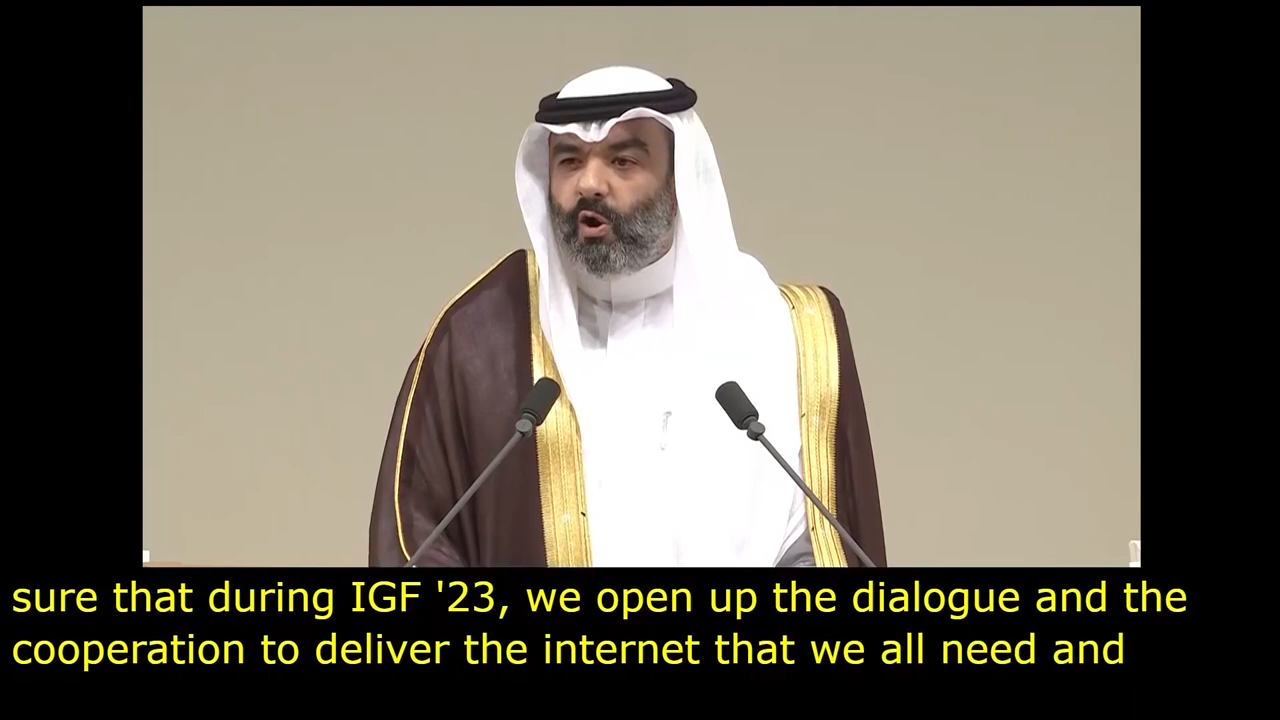 sure that during IGF '23, we open up the dialogue and the
cooperation to deliver the internet that we all need and